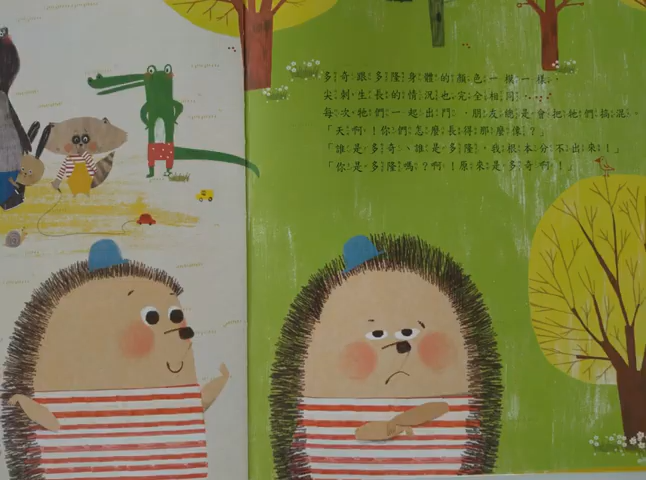 多奇跟多隆身體的顏色一模一樣，
尖刺生長的情況也完全相同……
每次牠們一起出門，朋友總是會把牠們搞混。
「天啊！你們怎麼長得那麼像？」
「誰是多奇、誰是多隆，我根本分不出來！」
「你是多隆嗎？啊！原來是多奇啊！」